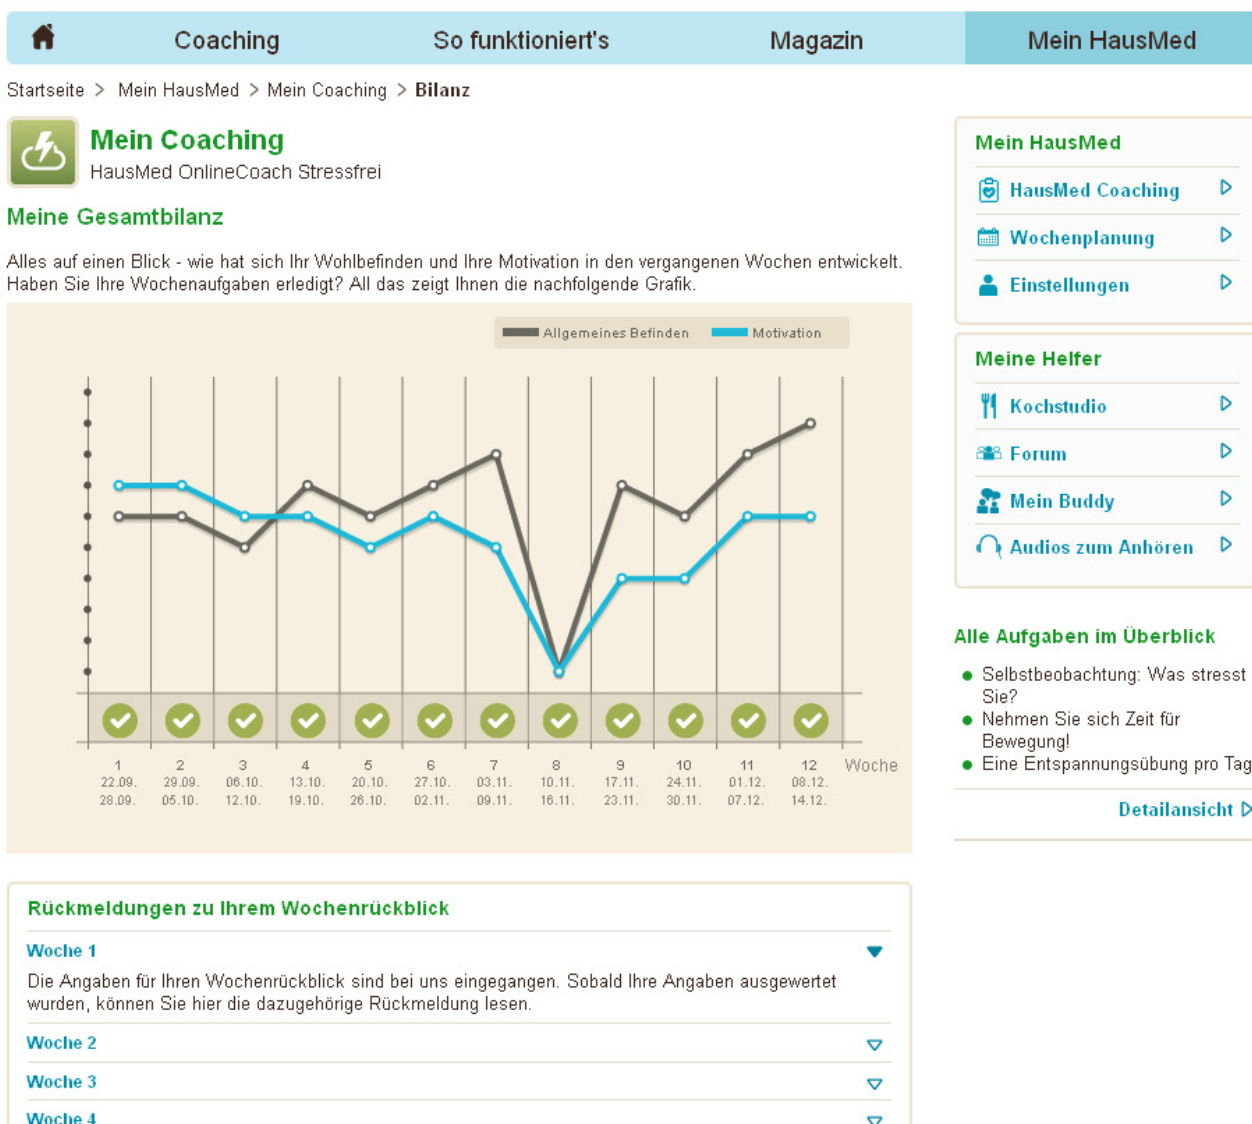 Coaching So funktioniert's Magazin Mein HausMed
Startseite > Mein HausMed > Mein Coaching > Bilanz
Mein Coaching
HausMed OnlineCoach Stressfrei
Meine Gesamtbilanz
Alles auf einen Blick - wie hat sich Ihr Wohlbefinden und Ihre Motivation in den vergangenen Wochen entwickelt.
Haben Sie Ihre Wochenaufgaben erledigt? All das zeigt Ihnen die nachfolgende Grafik.
Allgemeines Befinden Motivation
1 2 3 4 5 6 7 8 9 10 11 12 Woche
22.09. 29.09. 06.10. 13.10. 20.10. 27.10. 03.11. 10.11. 17.11. 24.11. 01.12. 08.12.
28.09. 05.10. 12.10. 19.10. 26.10. 02.11. 09.11. 16.11. 23.11. 30.11. 07.12. 14.12.
Rückmeldungen zu Ihrem Wochenrückblick
Woche 1
Die Angaben für Ihren Wochenrückblick sind bei uns eingegangen. Sobald Ihre Angaben ausgewertet
wurden, können Sie hier die dazugehörige Rückmeldung lesen.
Woche 2
Woche 3
Woche 4
Mein HausMed
HausMed Coaching
Wochenplanung
Einstellungen
Meine Helfer
Kochstudio
Forum
Mein Buddy
Audios zum Anhören
Alle Aufgaben im Überblick
Selbstbeobachtung: Was stresst
Sie?
Nehmen Sie sich Zeit für
Bewegung!
Eine Entspannungsübung pro Tag
Detailansicht